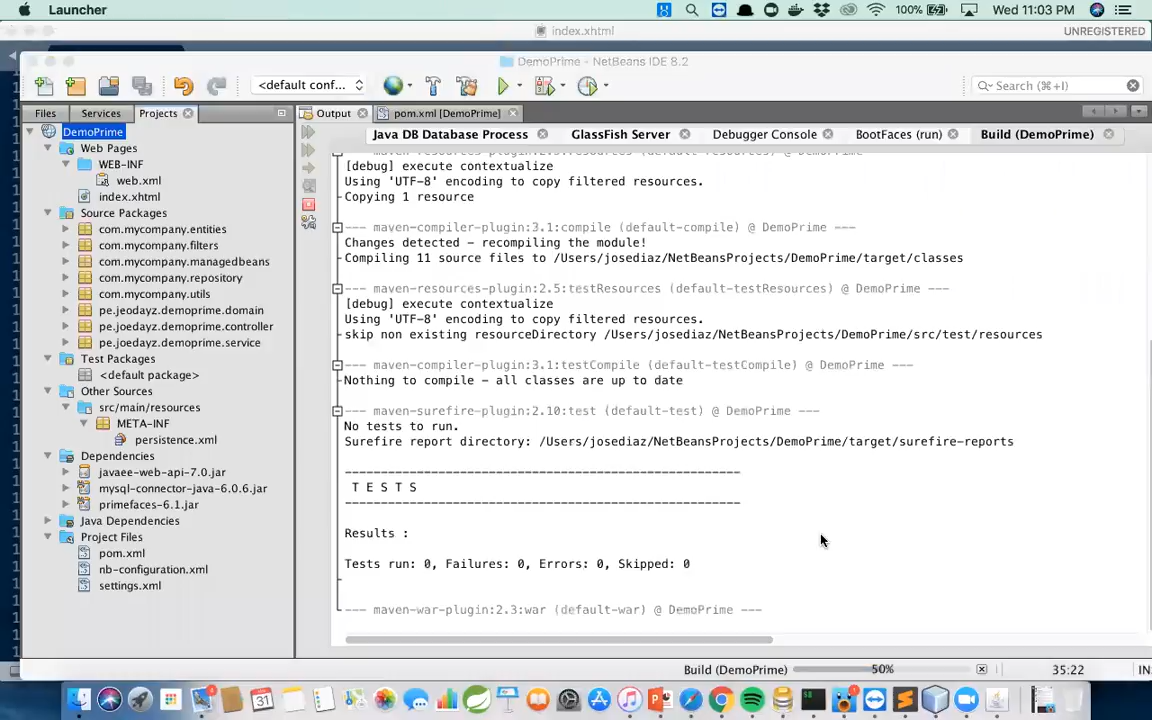 Launcher
100%
Wed 11:03 PM
index.xhtml
UNREGISTERED
DemoPrime – NetBeans IDE 8.2
<default conf...
Search (⌘+I)
Files
Services
Projects
Output
pom.xml [DemoPrime]
Java DB Database Process
GlassFish Server
Debugger Console
BootFaces (run)
Build (DemoPrime)
DemoPrime
Web Pages
WEB-INF
web.xml
index.xhtml
Source Packages
com.mycompany.entities
com.mycompany.filters
com.mycompany.managedbeans
com.mycompany.repository
com.mycompany.utils
pe.jeodayz.demoprime.domain
pe.joedayz.demoprime.controller
pe.joedayz.demoprime.service
Test Packages
<default package>
Other Sources
src/main/resources
META-INF
persistence.xml
Dependencies
javaee-web-api-7.0.jar
mysql-connector-java-6.0.6.jar
primefaces-6.1.jar
Java Dependencies
Project Files
pom.xml
nb-configuration.xml
settings.xml
[debug] execute contextualize
Using 'UTF-8' encoding to copy filtered resources.
Copying 1 resource
--- maven-compiler-plugin:3.1:compile (default-compile) @ DemoPrime ---
Changes detected - recompiling the module!
Compiling 11 source files to /Users/josediaz/NetBeansProjects/DemoPrime/target/classes
--- maven-resources-plugin:2.5:testResources (default-testResources) @ DemoPrime ---
[debug] execute contextualize
Using 'UTF-8' encoding to copy filtered resources.
skip non existing resourceDirectory /Users/josediaz/NetBeansProjects/DemoPrime/src/test/resources
--- maven-compiler-plugin:3.1:testCompile (default-testCompile) @ DemoPrime ---
Nothing to compile - all classes are up to date
--- maven-surefire-plugin:2.10:test (default-test) @ DemoPrime ---
No tests to run.
Surefire report directory: /Users/josediaz/NetBeansProjects/DemoPrime/target/surefire-reports
-------------------------------------------------------
T E S T S
-------------------------------------------------------
Results :
Tests run: 0, Failures: 0, Errors: 0, Skipped: 0
--- maven-war-plugin:2.3:war (default-war) @ DemoPrime ---
Build (DemoPrime)
50%
35:22
IN
31